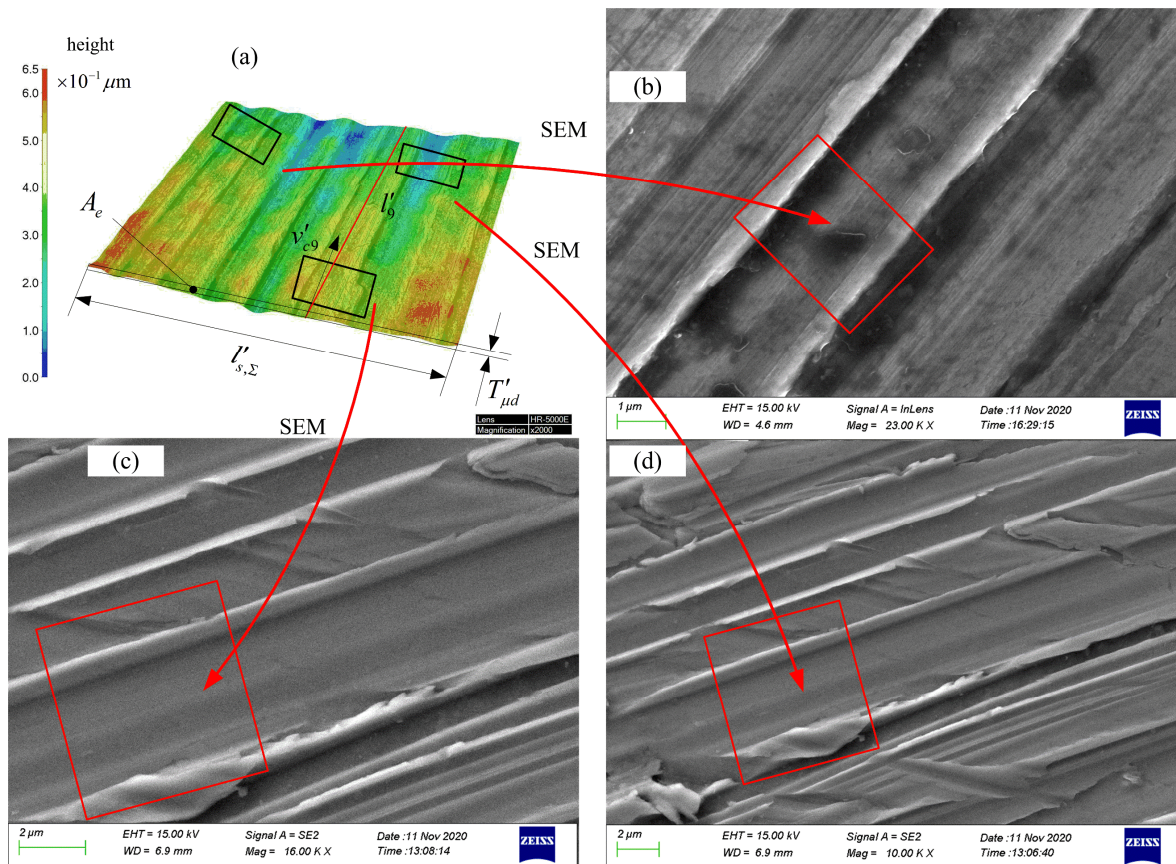 height
(a)
6.5
×10⁻¹ μm
6.0
5.0
4.0
3.0
2.0
1.0
0.0
A_e
l'_9
v'_{c9}
l'_{s,Σ}
T'_{μd}
SEM
SEM
SEM
Lens HR-5000E
Magnification x2000
(b)
1 μm
EHT = 15.00 kV Signal A = InLens Date :11 Nov 2020
WD = 4.6 mm Mag = 23.00 K X Time :16:29:15
ZEISS
(c)
2 μm
EHT = 15.00 kV Signal A = SE2 Date :11 Nov 2020
WD = 6.9 mm Mag = 16.00 K X Time :13:08:14
ZEISS
(d)
2 μm
EHT = 15.00 kV Signal A = SE2 Date :11 Nov 2020
WD = 6.9 mm Mag = 10.00 K X Time :13:06:40
ZEISS